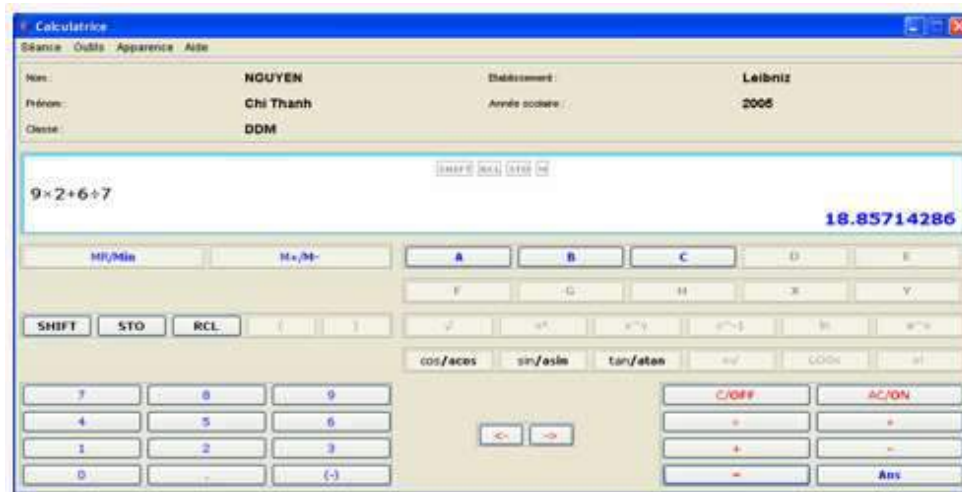 Calculatrice
Séance Outils Apparence Aide
Nom : NGUYEN Etablissement : Leibniz
Prénom : Chi Thanh Année scolaire : 2005
Classe : DDM
SHIFT RCL STO M
9×2+6÷7
18.85714286
MR/Min M+/M- A B C D E
F G H X Y
SHIFT STO RCL ( )
cos/acos sin/asin tan/atan
7 8 9 C/OFF AC/ON
4 5 6
<- ->
1 2 3 + -
0 . (-) = Ans